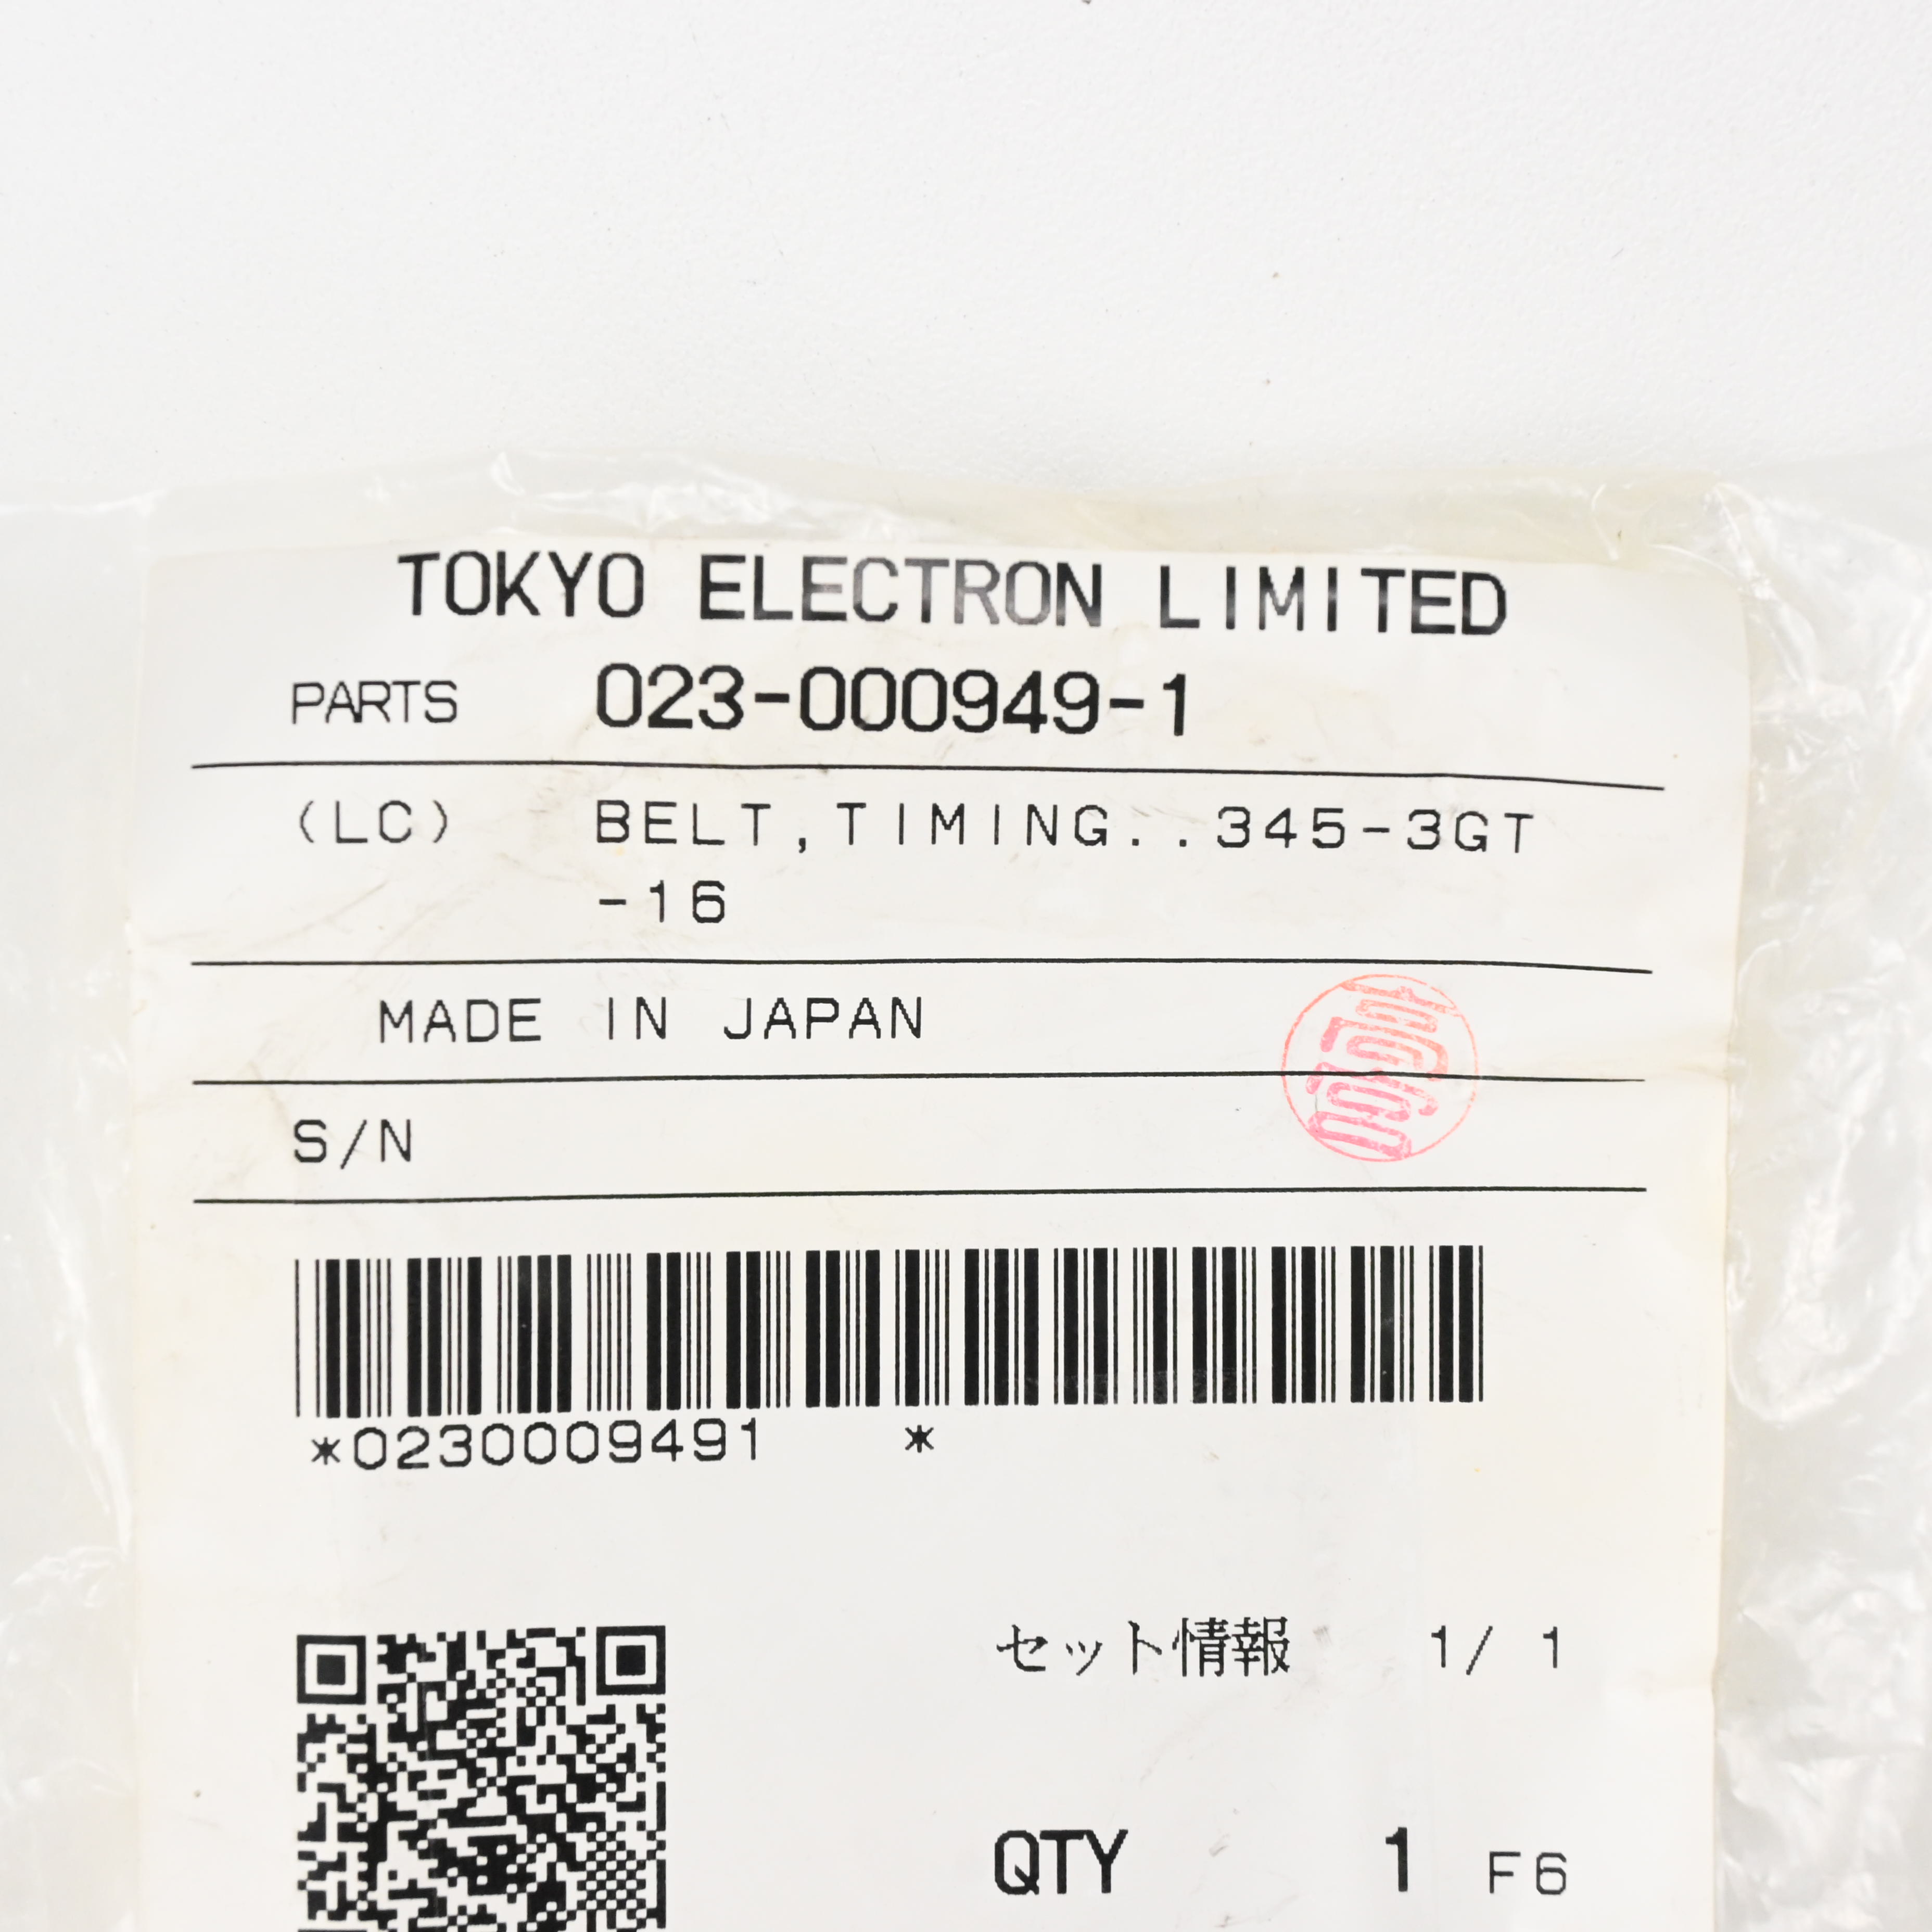 TOKYO ELECTRON LIMITED
PARTS 023-000949-1
(LC) BELT,TIMING..345-3GT
-16
MADE IN JAPAN
S/N
*0230009491 *
セット情報 1/ 1
QTY 1 F6